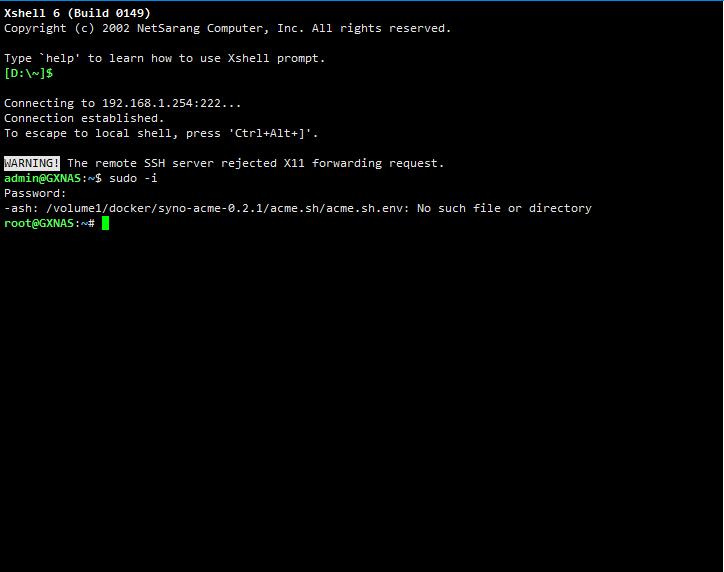 Xshell 6 (Build 0149)
Copyright (c) 2002 NetSarang Computer, Inc. All rights reserved.
Type `help' to learn how to use Xshell prompt.
[D:\~]$
Connecting to 192.168.1.254:222...
Connection established.
To escape to local shell, press 'Ctrl+Alt+]'.
WARNING! The remote SSH server rejected X11 forwarding request.
admin@GXNAS:~$ sudo -i
Password:
-ash: /volume1/docker/syno-acme-0.2.1/acme.sh/acme.sh.env: No such file or directory
root@GXNAS:~#